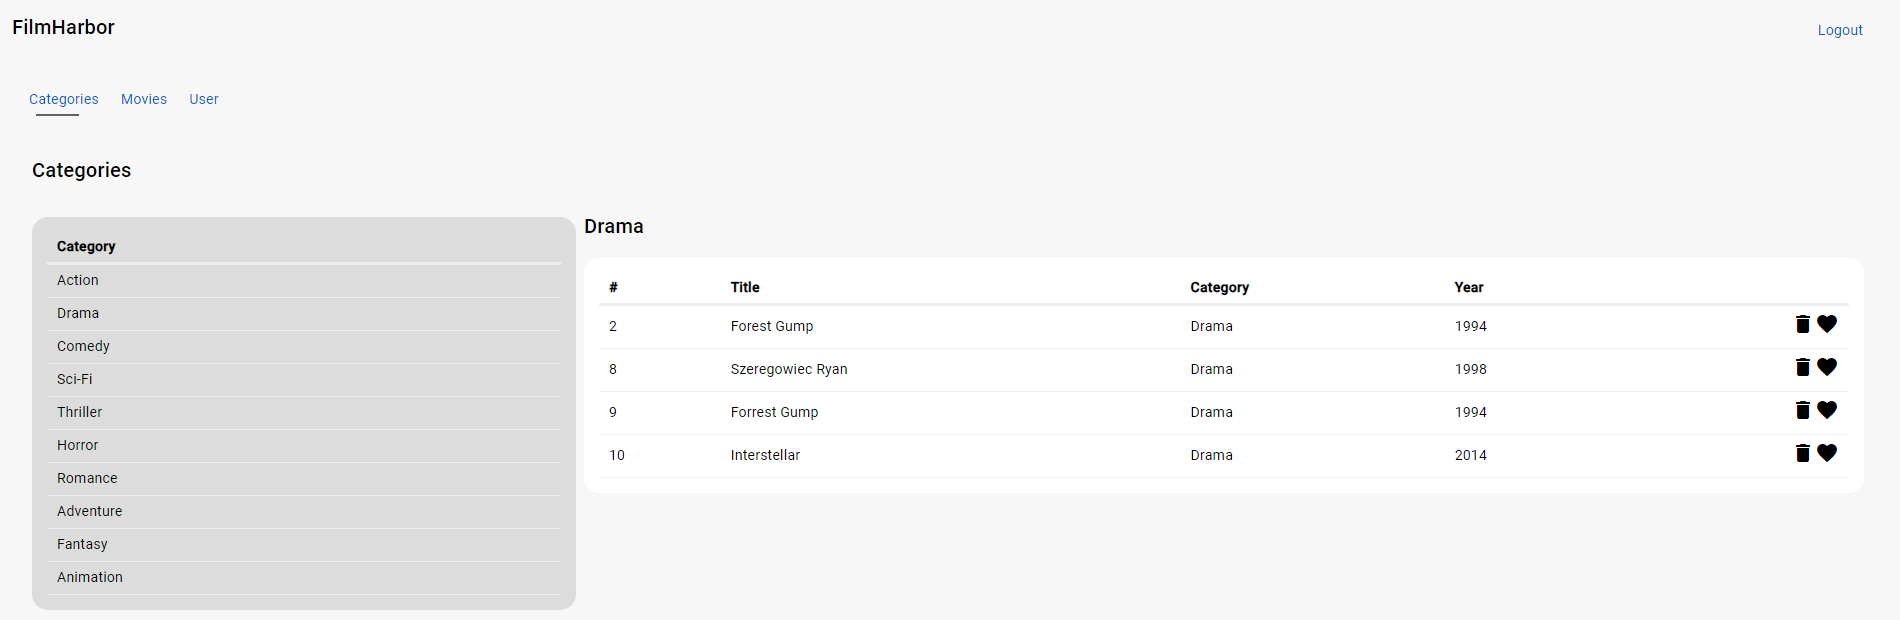 FilmHarbor
Logout
Categories Movies User
Categories
Category
Action
Drama
Comedy
Sci-Fi
Thriller
Horror
Romance
Adventure
Fantasy
Animation
Drama
# Title Category Year
2 Forest Gump Drama 1994
8 Szeregowiec Ryan Drama 1998
9 Forrest Gump Drama 1994
10 Interstellar Drama 2014